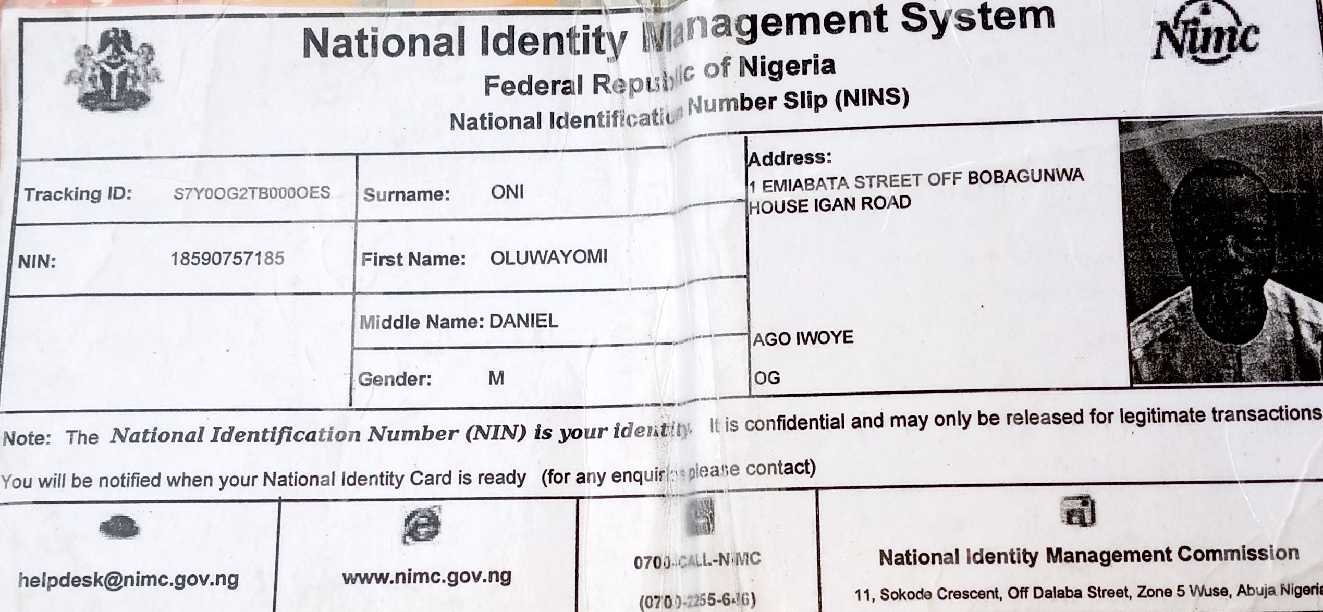 National Identity Management System
Federal Republic of Nigeria
National Identification Number Slip (NINS)
Nimc
Tracking ID: S7Y0OG2TB000OES
Surname: ONI
Address:
1 EMIABATA STREET OFF BOBAGUNWA
HOUSE IGAN ROAD
NIN: 18590757185
First Name: OLUWAYOMI
Middle Name: DANIEL
AGO IWOYE
Gender: M
OG
Note: The National Identification Number (NIN) is your identity. It is confidential and may only be released for legitimate transactions
You will be notified when your National Identity Card is ready (for any enquiries please contact)
helpdesk@nimc.gov.ng
www.nimc.gov.ng
0700-CALL-NIMC
(0700-2255-646)
National Identity Management Commission
11, Sokode Crescent, Off Dalaba Street, Zone 5 Wuse, Abuja Nigeria